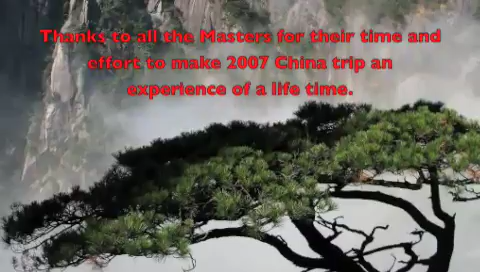 Thanks to all the Masters for their time and
effort to make 2007 China trip an
experience of a life time.